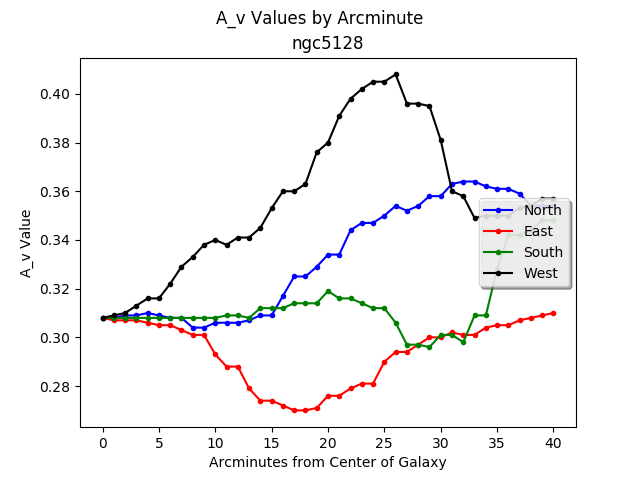 A_v Values by Arcminute
ngc5128
A_v Value
0.40
0.38
0.36
0.34
0.32
0.30
0.28
North
East
South
West
0 5 10 15 20 25 30 35 40
Arcminutes from Center of Galaxy